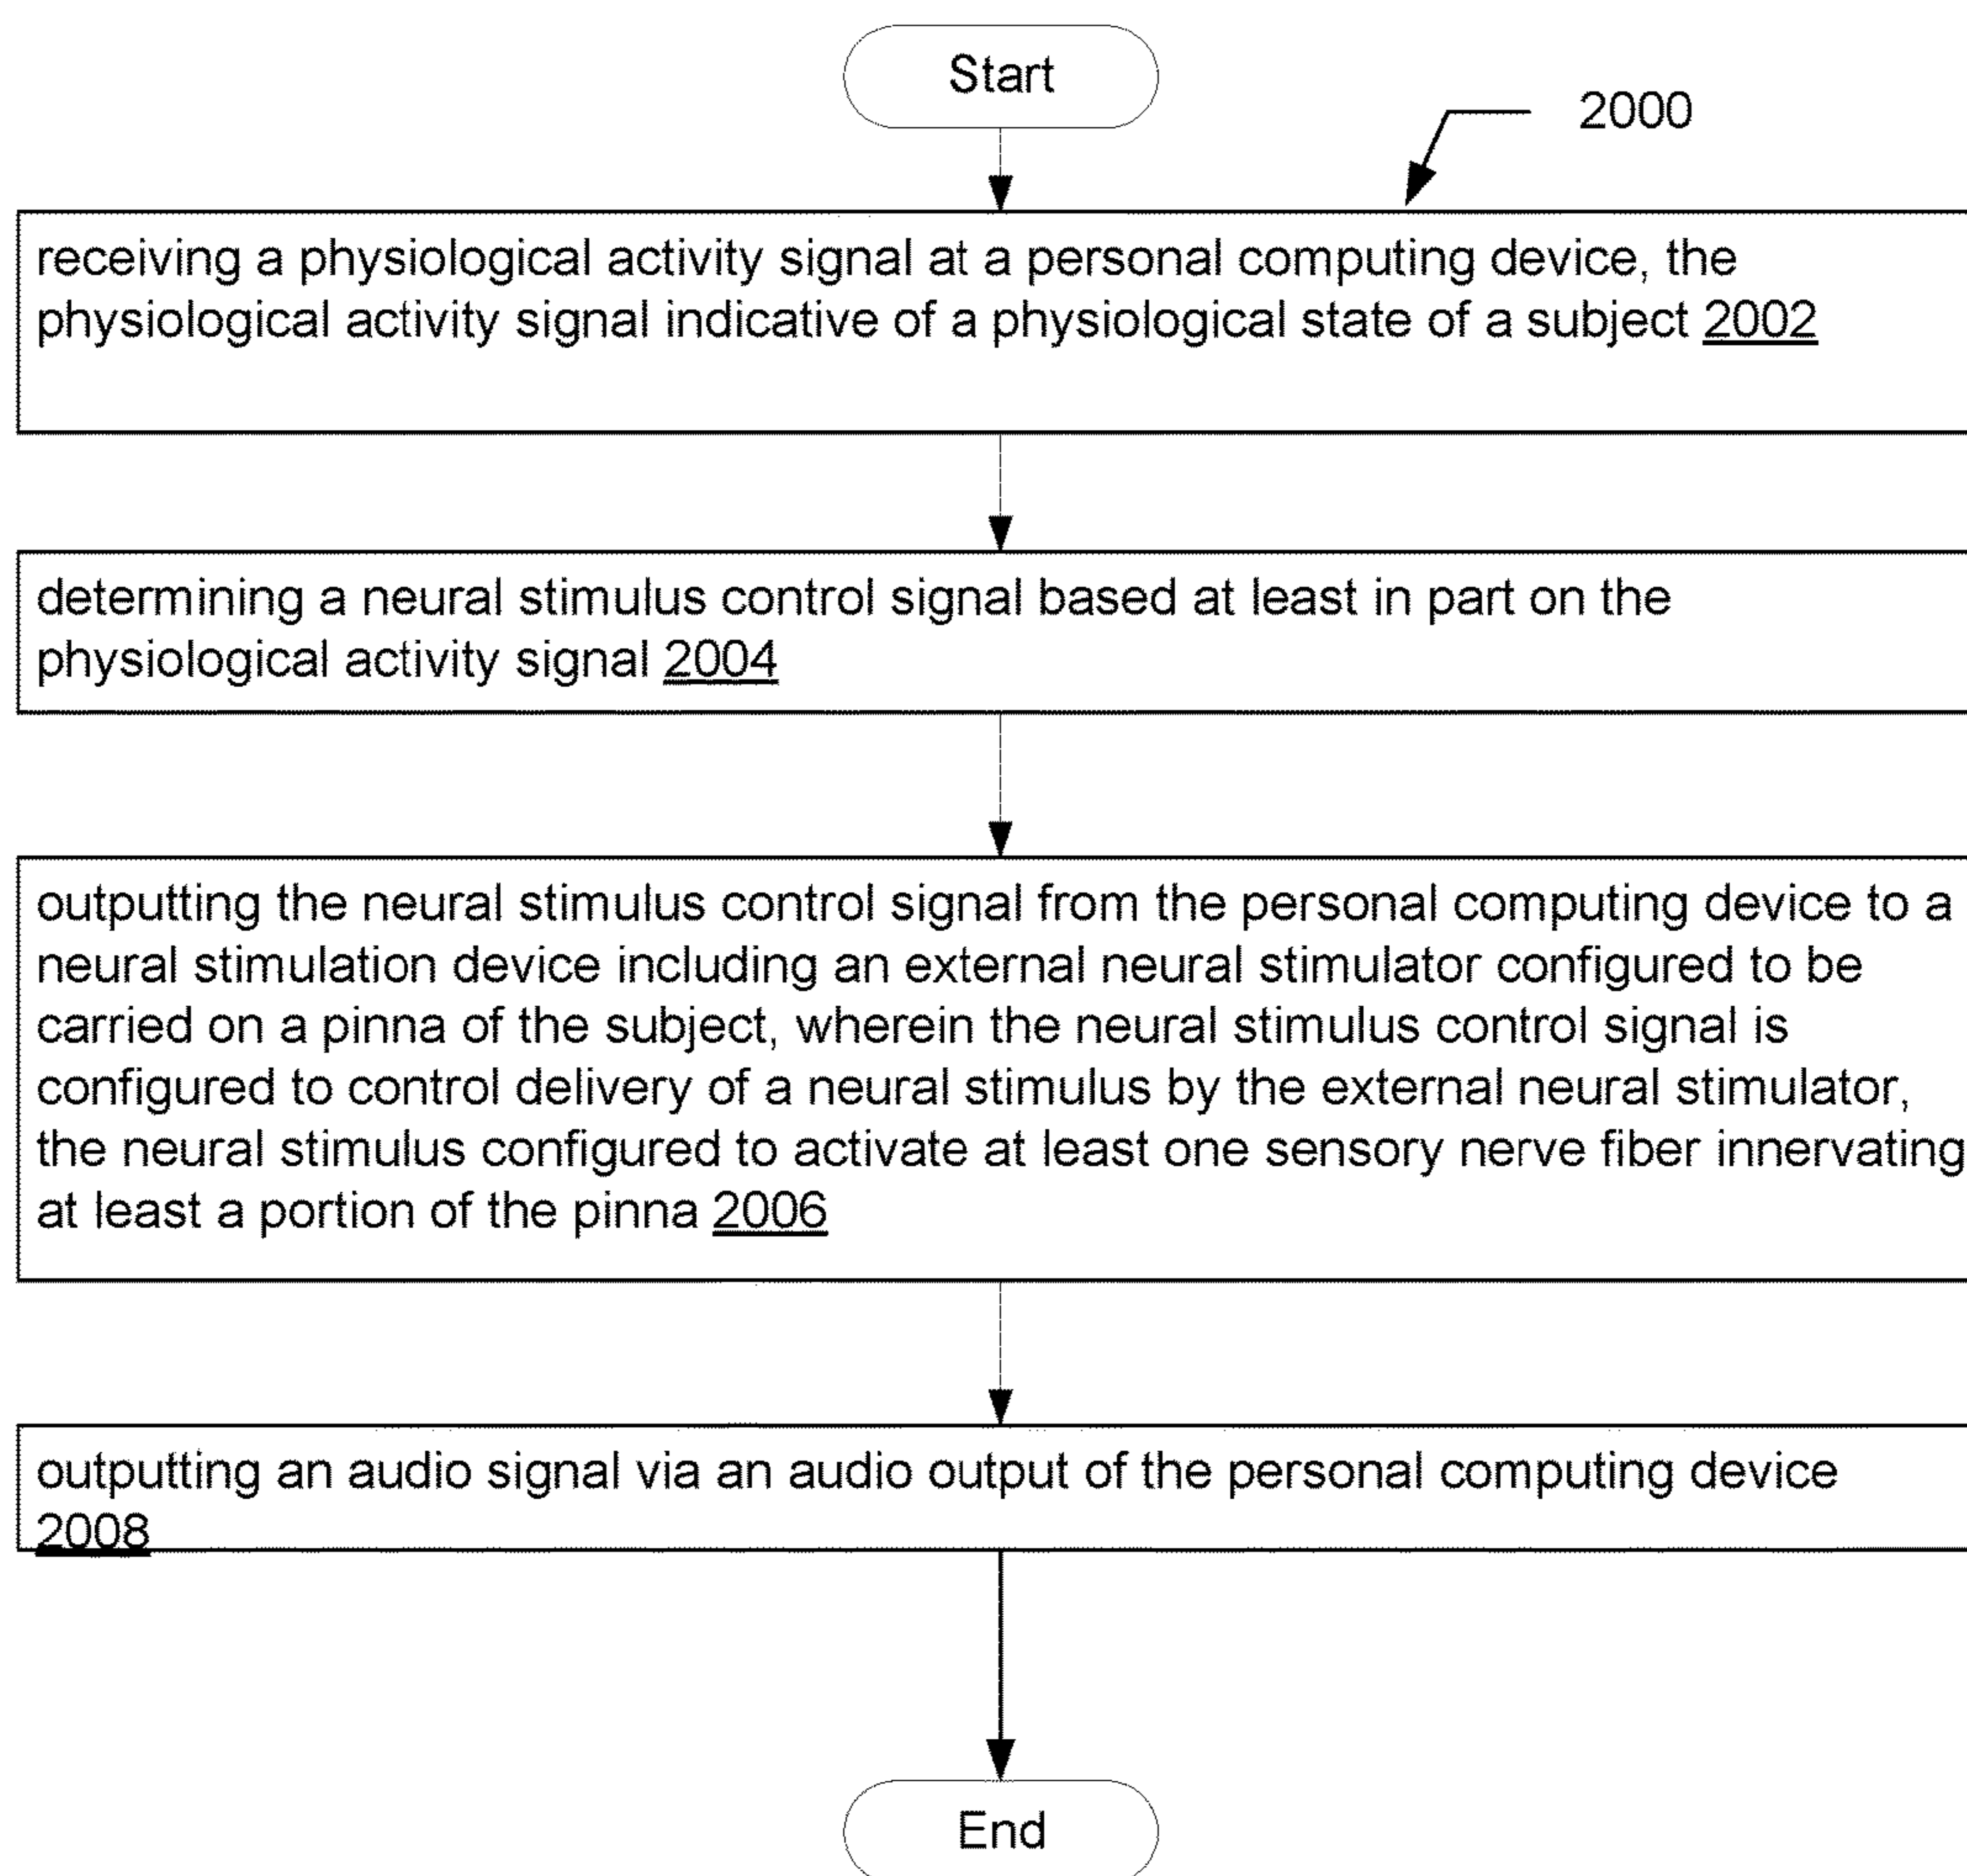 Start
2000
receiving a physiological activity signal at a personal computing device, the
physiological activity signal indicative of a physiological state of a subject 2002
determining a neural stimulus control signal based at least in part on the
physiological activity signal 2004
outputting the neural stimulus control signal from the personal computing device to a
neural stimulation device including an external neural stimulator configured to be
carried on a pinna of the subject, wherein the neural stimulus control signal is
configured to control delivery of a neural stimulus by the external neural stimulator,
the neural stimulus configured to activate at least one sensory nerve fiber innervating
at least a portion of the pinna 2006
outputting an audio signal via an audio output of the personal computing device
2008
End